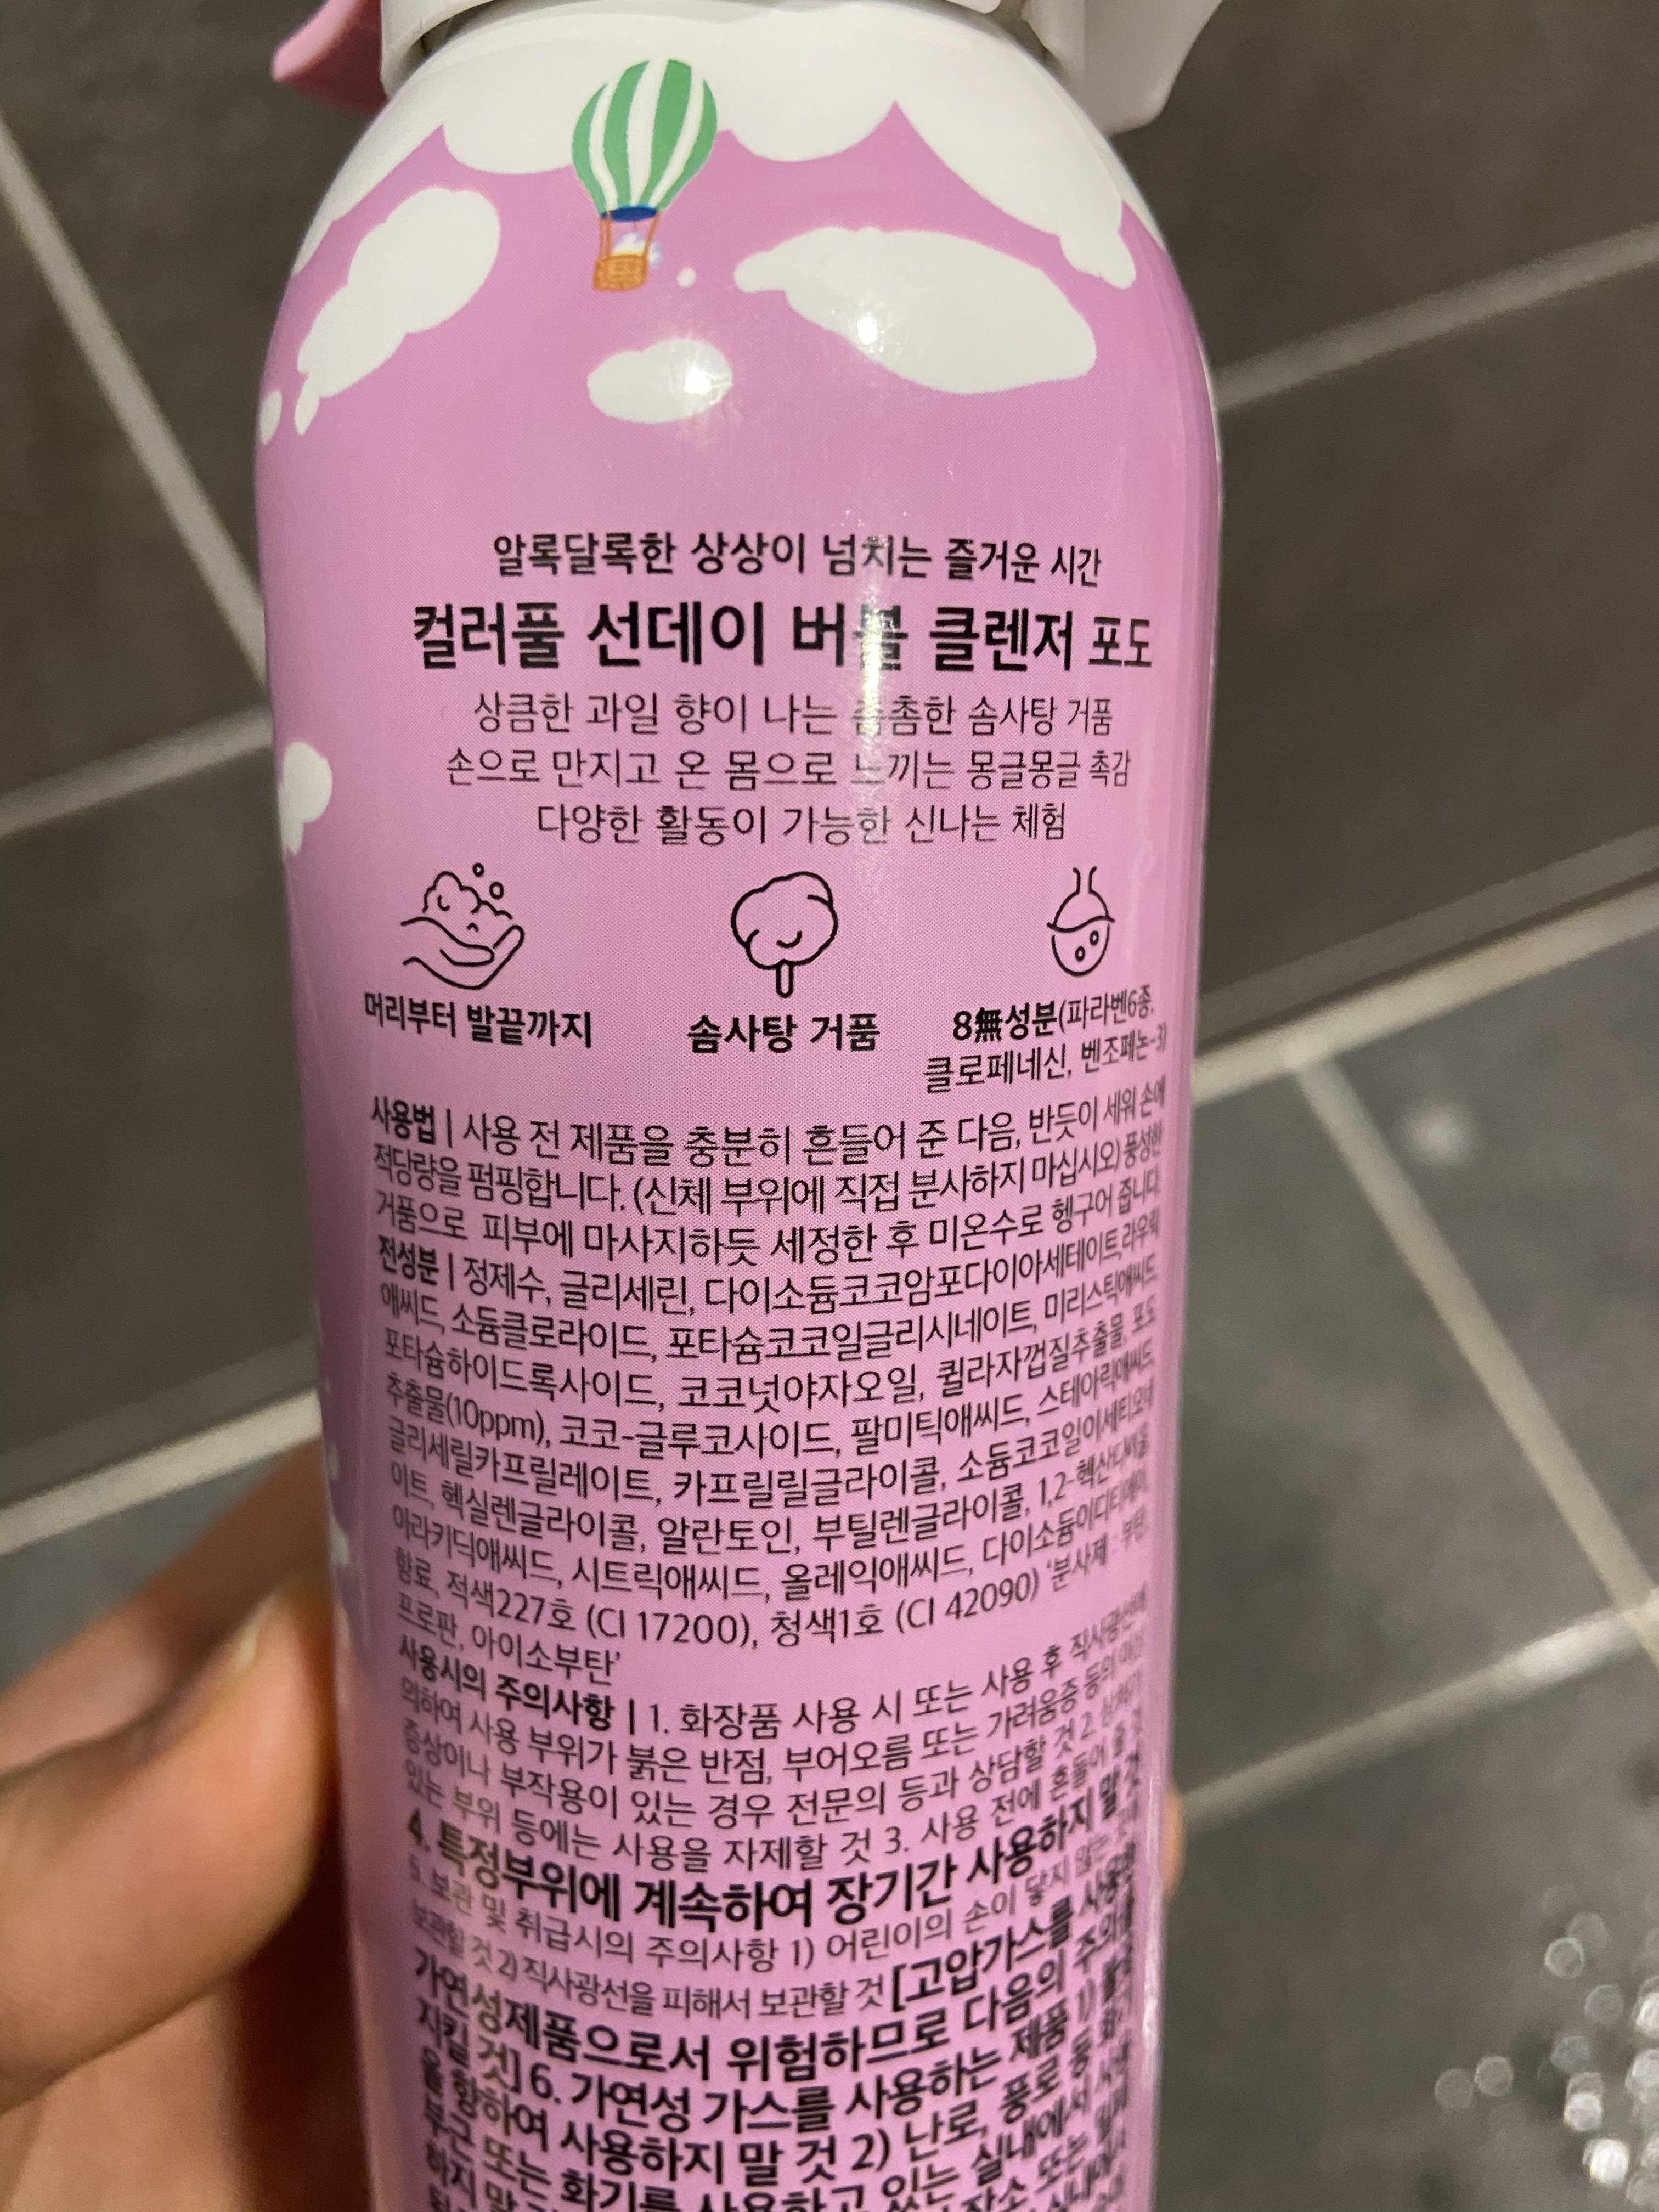 알록달록한 상상이 넘치는 즐거운 시간
컬러풀 선데이 버블 클렌저 포도
상큼한 과일 향이 나는 촘촘한 솜사탕 거품
손으로 만지고 온 몸으로 느끼는 몽글몽글 촉감
다양한 활동이 가능한 신나는 체험
머리부터 발끝까지
솜사탕 거품
8無성분(파라벤6종,
클로페네신, 벤조페논-3)
사용법 | 사용 전 제품을 충분히 흔들어 준 다음, 반듯이 세워 손에
적당량을 펌핑합니다. (신체 부위에 직접 분사하지 마십시오) 풍성한
거품으로 피부에 마사지하듯 세정한 후 미온수로 헹구어 줍니다.
전성분 | 정제수, 글리세린, 다이소듐코코암포다이아세테이트, 라우릭
애씨드, 소듐클로라이드, 포타슘코코일글리시네이트, 미리스틱애씨드,
포타슘하이드록사이드, 코코넛야자오일, 퀼라자껍질추출물, 포도
추출물(10ppm), 코코-글루코사이드, 팔미틱애씨드, 스테아릭애씨드,
글리세릴카프릴레이트, 카프릴릴글라이콜, 소듐코코일이세티오네
이트, 헥실렌글라이콜, 알란토인, 부틸렌글라이콜, 1,2-헥산다이올,
아라키딕애씨드, 시트릭애씨드, 올레익애씨드, 다이소듐이디티에이,
향료, 적색227호 (CI 17200), 청색1호 (CI 42090) '분사제 : 부탄,
프로판, 아이소부탄'
사용시의 주의사항 | 1. 화장품 사용 시 또는 사용 후 직사광선에
의하여 사용 부위가 붉은 반점, 부어오름 또는 가려움증 등의 이상
증상이나 부작용이 있는 경우 전문의 등과 상담할 것 2. 상처가
있는 부위 등에는 사용을 자제할 것 3. 사용 전에 흔들어 줄 것
4. 특정부위에 계속하여 장기간 사용하지 말 것
5. 보관 및 취급시의 주의사항 1) 어린이의 손이 닿지 않는 곳에
보관할 것 2) 직사광선을 피해서 보관할 것 [고압가스를 사용한
가연성제품으로서 위험하므로 다음의 주의를
지킬 것] 6. 가연성 가스를 사용하는 제품 1) 불꽃
을 향하여 사용하지 말 것 2) 난로, 풍로 등 화기
부근 또는 화기를 사용하고 있는 실내에서 사용
하지 말 것